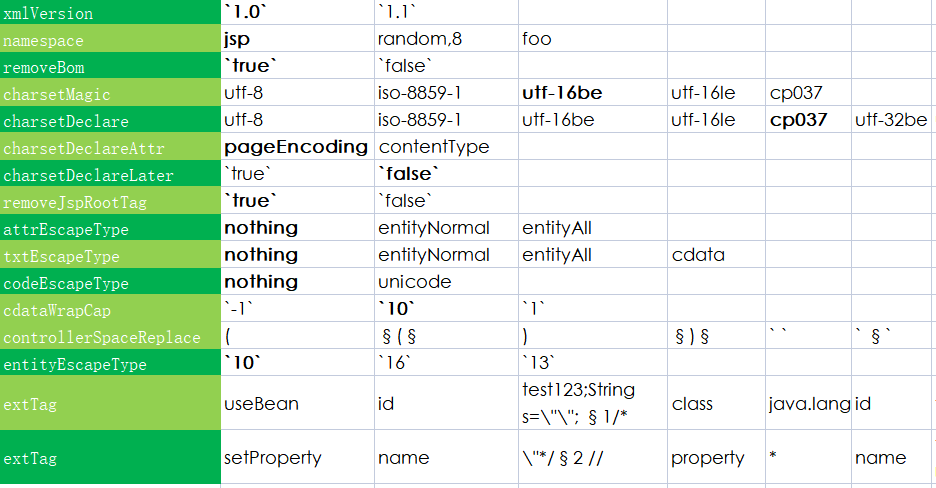 xmlVersion `1.0` `1.1`
namespace jsp random,8 foo
removeBom `true` `false`
charsetMagic utf-8 iso-8859-1 utf-16be utf-16le cp037
charsetDeclare utf-8 iso-8859-1 utf-16be utf-16le cp037 utf-32be
charsetDeclareAttr pageEncoding contentType
charsetDeclareLater `true` `false`
removeJspRootTag `true` `false`
attrEscapeType nothing entityNormal entityAll
txtEscapeType nothing entityNormal entityAll cdata
codeEscapeType nothing unicode
cdataWrapCap `-1` `10` `1`
controllerSpaceReplace ( §(§ ) §)§ ` ` ` §`
entityEscapeType `10` `16` `13`
extTag useBean id test123;String s=\"\"; §1/* class java.lang id
extTag setProperty name \"*/ §2 // property * name